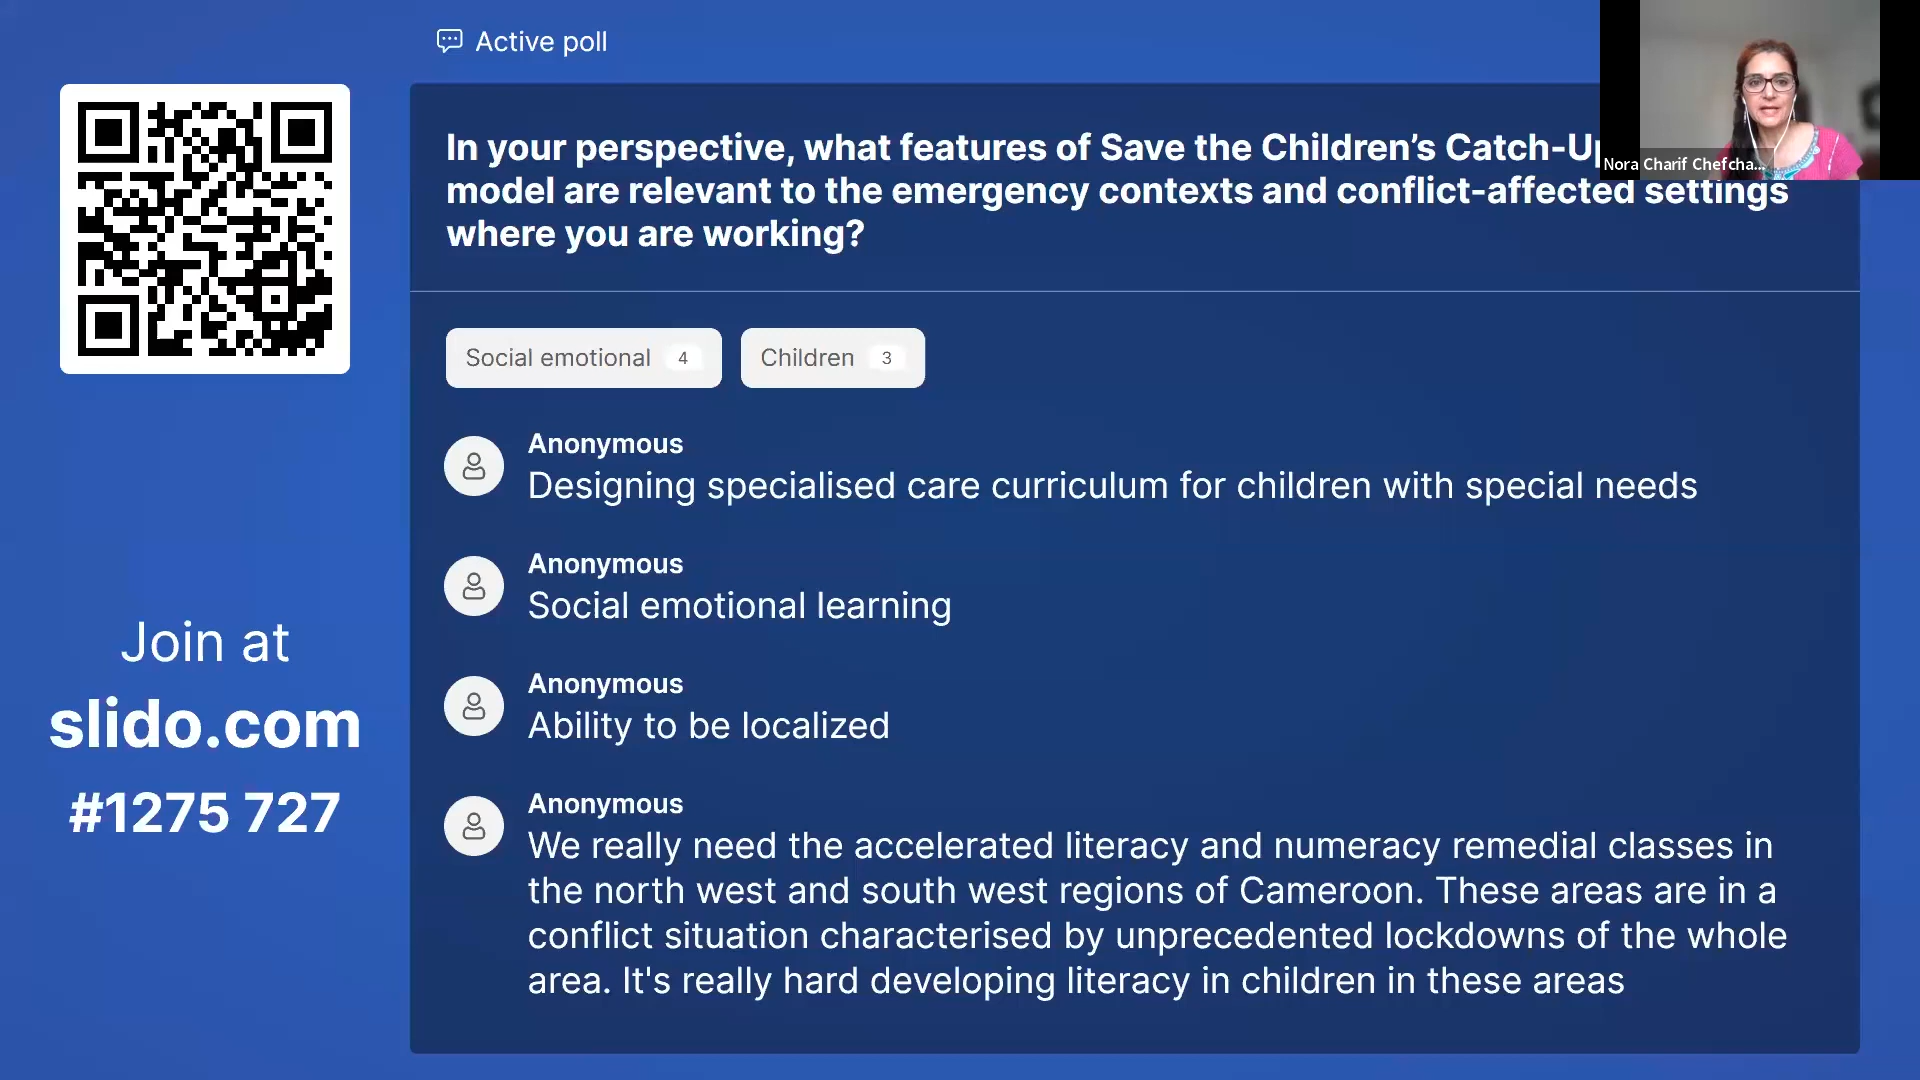 Active poll
In your perspective, what features of Save the Children’s Catch-Up
model are relevant to the emergency contexts and conflict-affected settings
where you are working?
Nora Charif Chefcha...
Social emotional 4
Children 3
Anonymous
Designing specialised care curriculum for children with special needs
Anonymous
Social emotional learning
Anonymous
Ability to be localized
Anonymous
We really need the accelerated literacy and numeracy remedial classes in
the north west and south west regions of Cameroon. These areas are in a
conflict situation characterised by unprecedented lockdowns of the whole
area. It's really hard developing literacy in children in these areas
Join at
slido.com
#1275 727